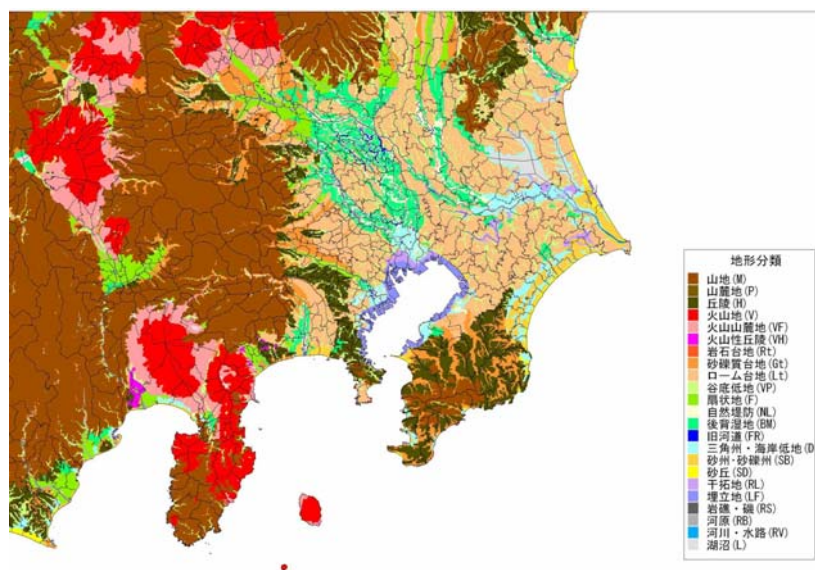 地形分類
山地(M)
山麓地(P)
丘陵(H)
火山地(V)
火山山麓地(VF)
火山性丘陵(VH)
岩石台地(Rt)
砂礫質台地(Gt)
ローム台地(Lt)
谷底低地(VP)
扇状地(F)
自然堤防(NL)
後背湿地(BM)
旧河道(FR)
三角州・海岸低地(D
砂州・砂礫州(SB)
砂丘(SD)
干拓地(RL)
埋立地(LF)
岩礁・磯(RS)
河原(RB)
河川・水路(RV)
湖沼(L)